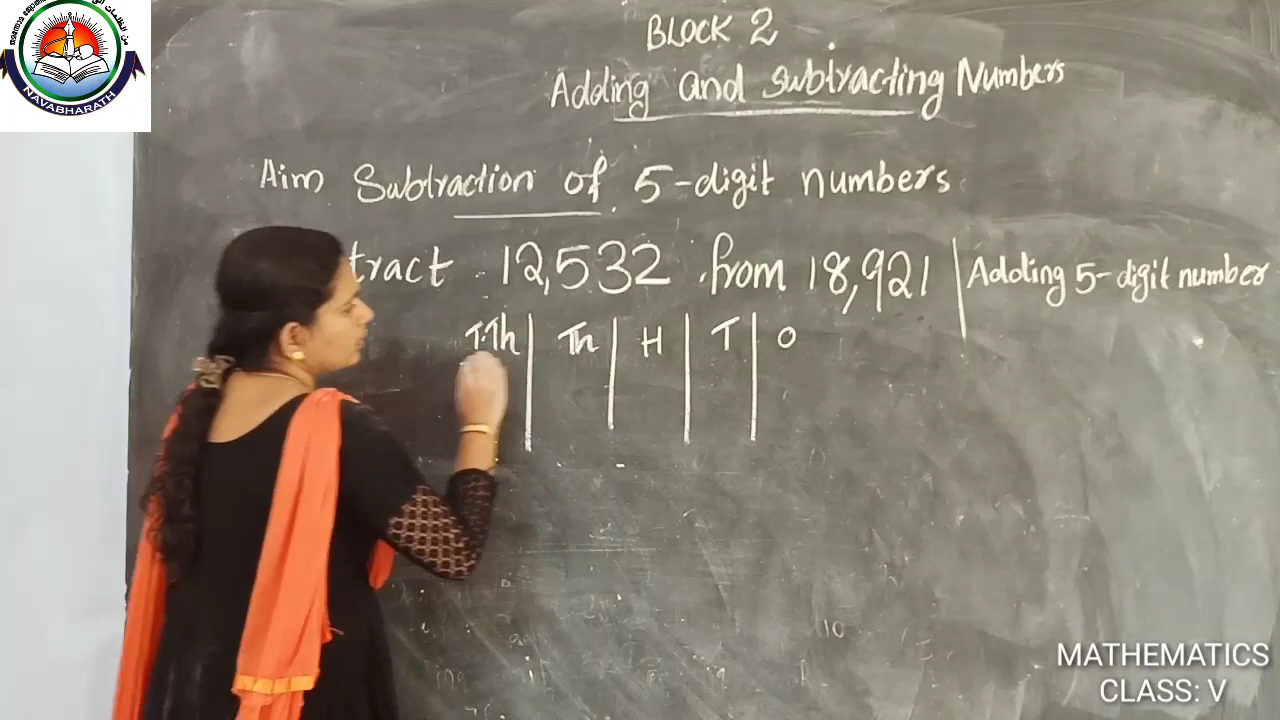 NAVABHARATH
BLOCK 2
Adding and Subtracting Numbers
Aim Subtraction of 5-digit numbers
tract 12,532 from 18,921
Adding 5-digit number
T.Th Th H T O
10
MATHEMATICS
CLASS: V